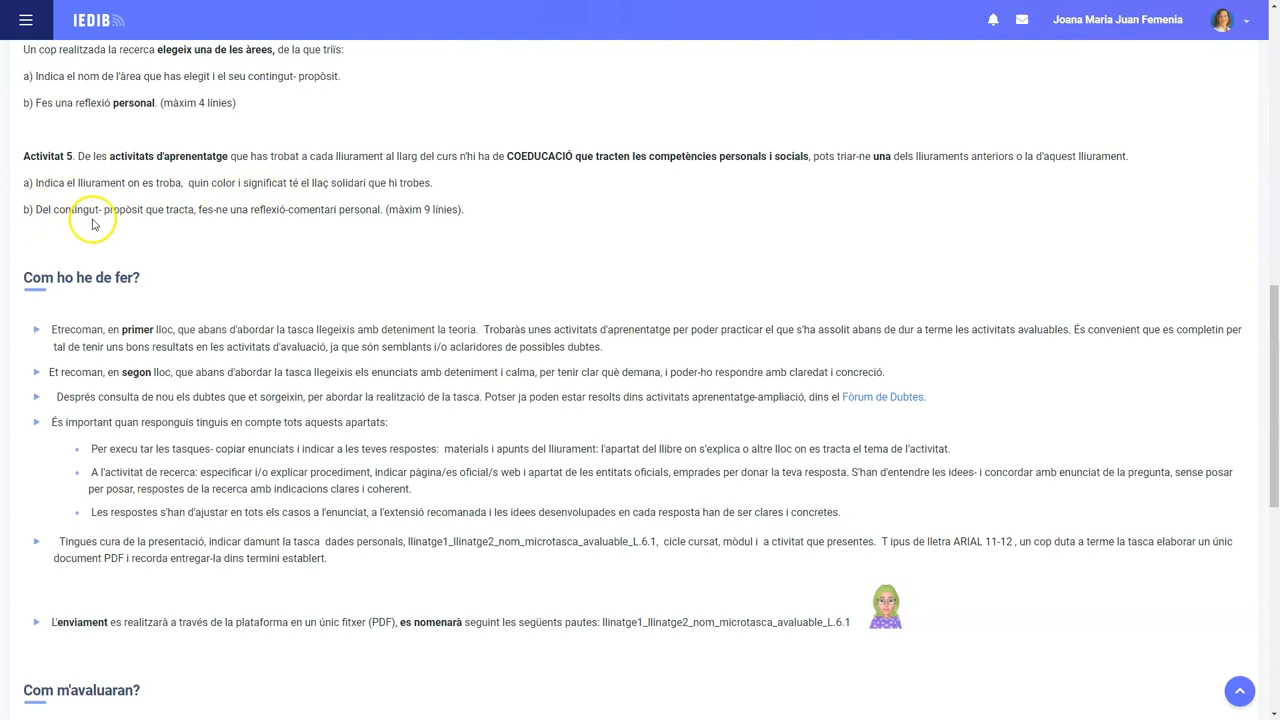 IEDIB
Joana Maria Juan Femenia
Un cop realitzada la recerca elegeix una de les àrees, de la que triïs:
a) Indica el nom de l'àrea que has elegit i el seu contingut- propòsit.
b) Fes una reflexió personal. (màxim 4 línies)
Activitat 5. De les activitats d'aprenentatge que has trobat a cada lliurament al llarg del curs n'hi ha de COEDUCACIÓ que tracten les competències personals i socials, pots triar-ne una dels lliuraments anteriors o la d'aquest lliurament.
a) Indica el lliurament on es troba, quin color i significat té el llaç solidari que hi trobes.
b) Del contingut- propòsit que tracta, fes-ne una reflexió-comentari personal. (màxim 9 línies).
Com ho he de fer?
Etrecoman, en primer lloc, que abans d'abordar la tasca llegeixis amb deteniment la teoria. Trobaràs unes activitats d'aprenentatge per poder practicar el que s'ha assolit abans de dur a terme les activitats avaluables. És convenient que es completin per
tal de tenir uns bons resultats en les activitats d'avaluació, ja que són semblants i/o aclaridores de possibles dubtes.
Et recoman, en segon lloc, que abans d'abordar la tasca llegeixis els enunciats amb deteniment i calma, per tenir clar què demana, i poder-ho respondre amb claredat i concreció.
Després consulta de nou els dubtes que et sorgeixin, per abordar la realització de la tasca. Potser ja poden estar resolts dins activitats aprenentatge-ampliació, dins el Fòrum de Dubtes.
És important quan responguis tinguis en compte tots aquests apartats:
Per execu tar les tasques- copiar enunciats i indicar a les teves respostes: materials i apunts del lliurament: l'apartat del llibre on s'explica o altre lloc on es tracta el tema de l'activitat.
A l'activitat de recerca: especificar i/o explicar procediment, indicar pàgina/es oficial/s web i apartat de les entitats oficials, emprades per donar la teva resposta. S'han d'entendre les idees- i concordar amb enunciat de la pregunta, sense posar
per posar, respostes de la recerca amb indicacions clares i coherent.
Les respostes s'han d'ajustar en tots els casos a l'enunciat, a l'extensió recomanada i les idees desenvolupades en cada resposta han de ser clares i concretes.
Tingues cura de la presentació, indicar damunt la tasca dades personals, llinatge1_llinatge2_nom_microtasca_avaluable_L.6.1, cicle cursat, mòdul i a ctivitat que presentes. T ipus de lletra ARIAL 11-12 , un cop duta a terme la tasca elaborar un únic
document PDF i recorda entregar-la dins termini establert.
L'enviament es realitzarà a través de la plataforma en un únic fitxer (PDF), es nomenarà seguint les següents pautes: llinatge1_llinatge2_nom_microtasca_avaluable_L.6.1
Com m'avaluaran?